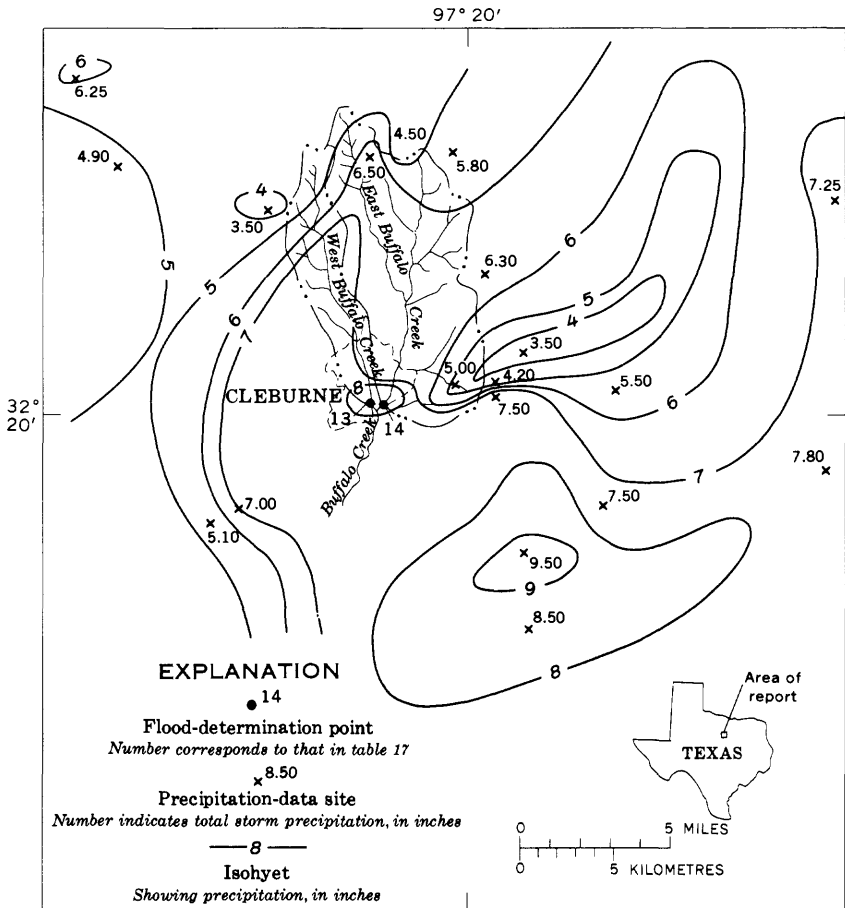 97° 20'
6
6.25
4.90
4.50
5.80
6.50
7.25
4
3.50
East Buffalo
Creek
West Buffalo Creek
5
5
6
7
6
6.30
5
4
3.50
5.00
4.20
8
CLEBURNE
5.50
7.50
6
32°
20'
13
14
Buffalo Creek
7
7.80
7.00
7.50
5.10
9.50
9
8.50
8
EXPLANATION
14
Flood-determination point
Number corresponds to that in table 17
8.50
Precipitation-data site
Number indicates total storm precipitation, in inches
8
Isohyet
Showing precipitation, in inches
Area of
report
TEXAS
0 5 MILES
0 5 KILOMETRES